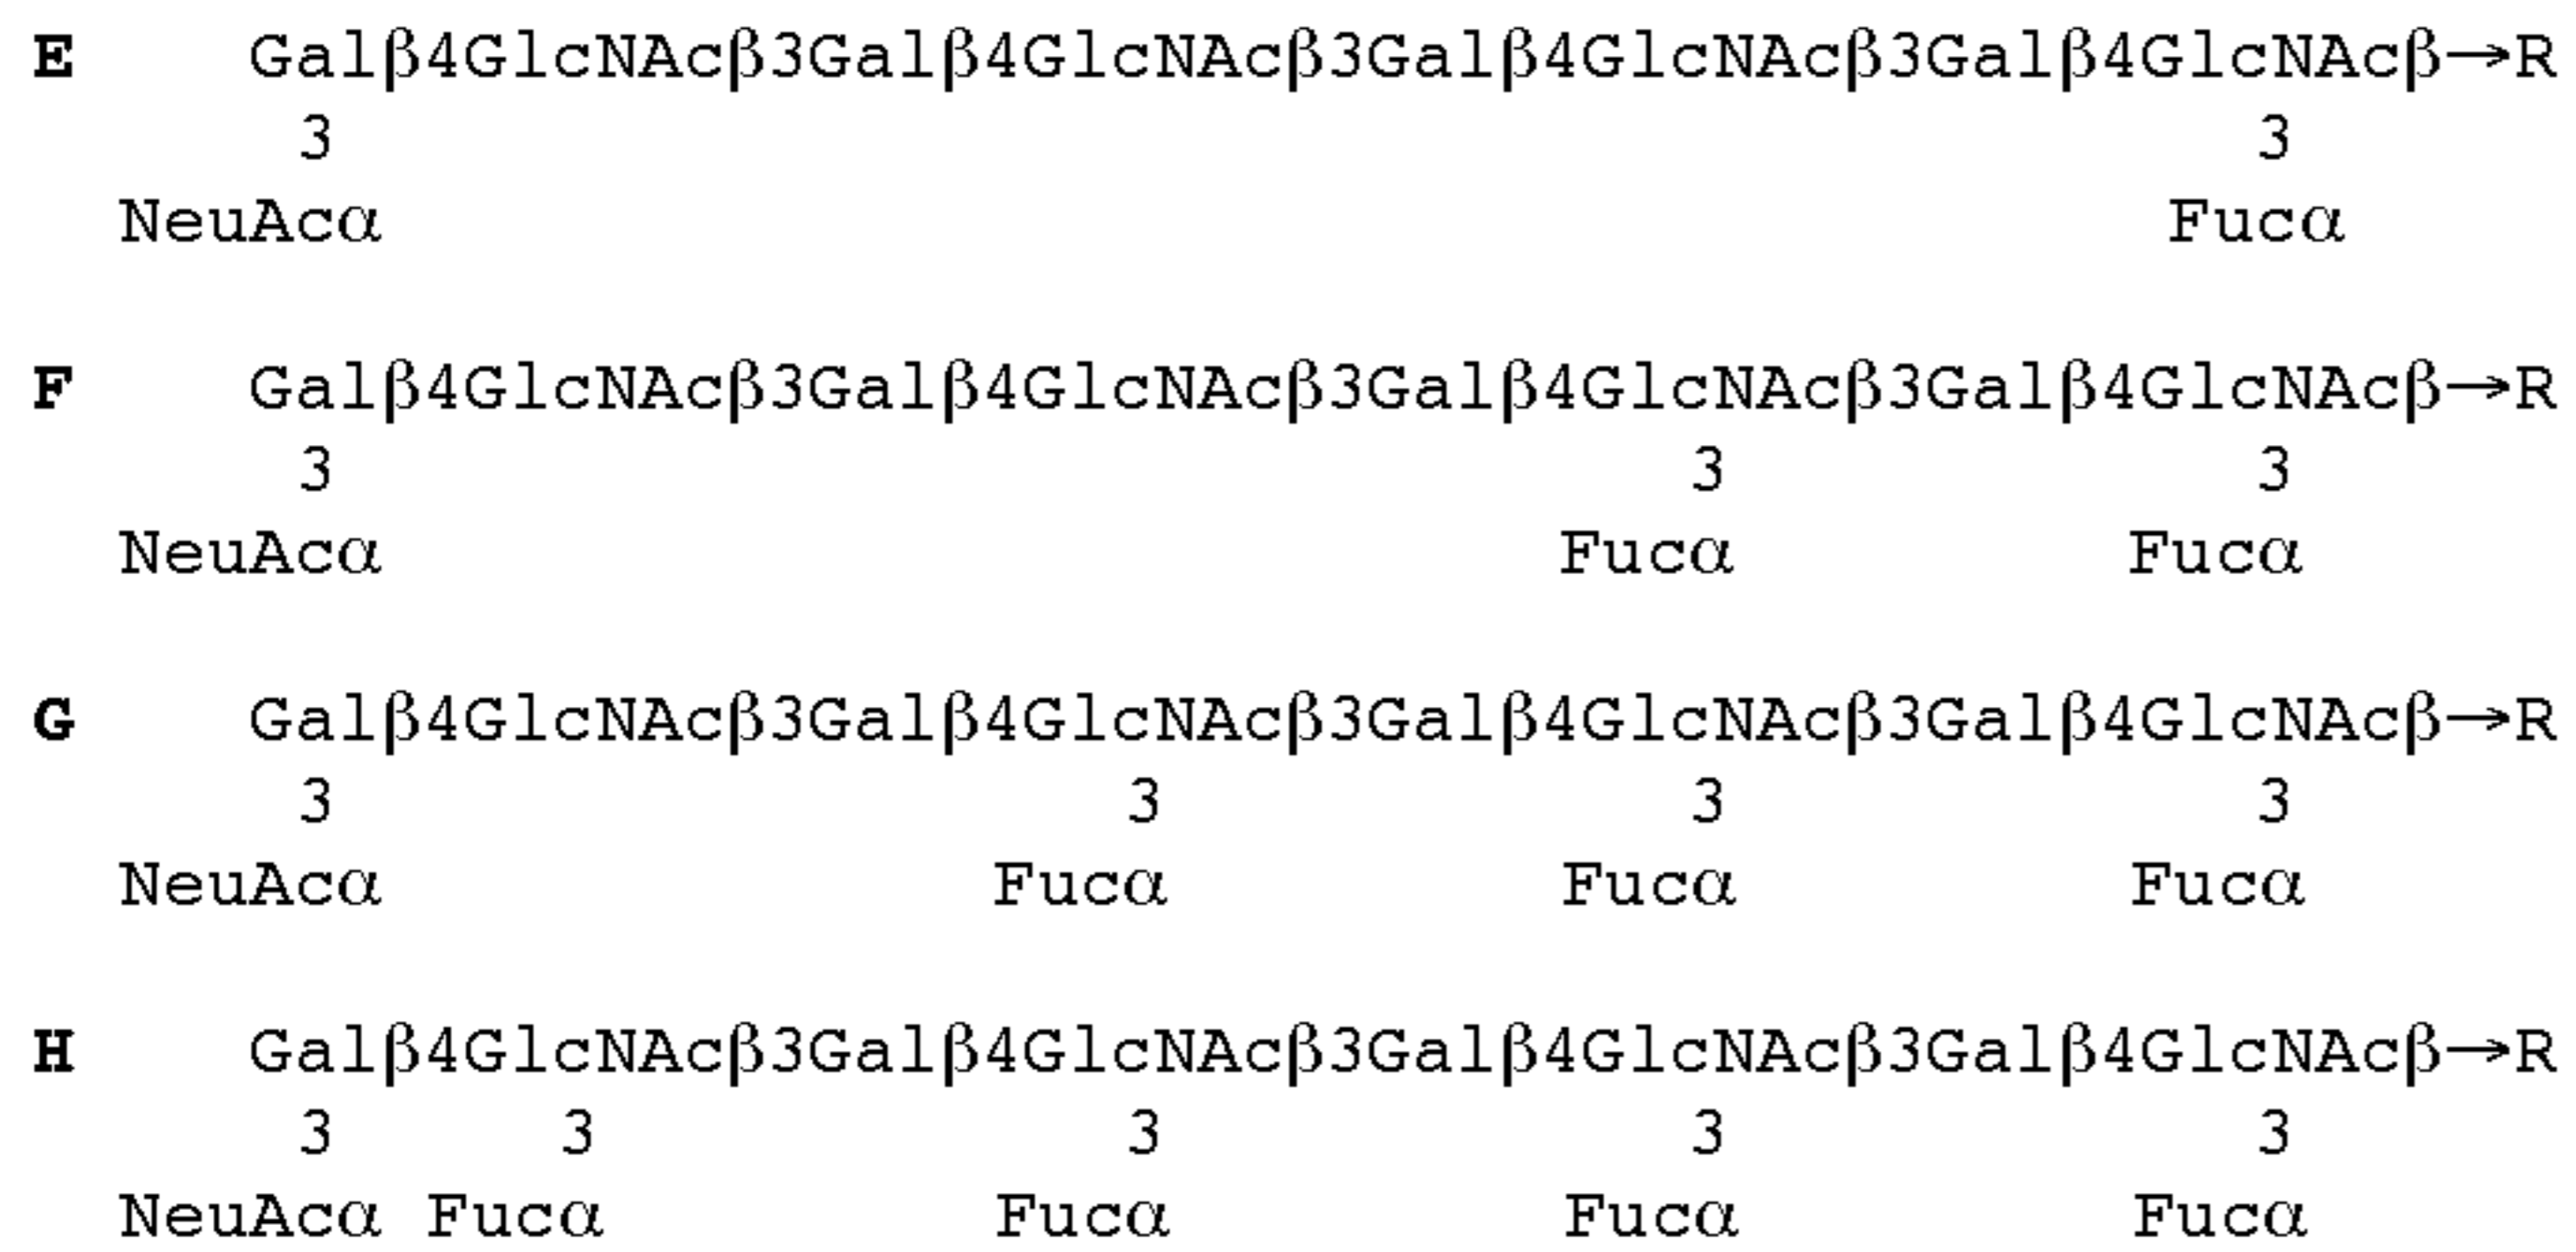 E Galβ4GlcNAcβ3Galβ4GlcNAcβ3Galβ4GlcNAcβ3Galβ4GlcNAcβ→R
3 3
NeuAcα Fucα
F Galβ4GlcNAcβ3Galβ4GlcNAcβ3Galβ4GlcNAcβ3Galβ4GlcNAcβ→R
3 3 3
NeuAcα Fucα Fucα
G Galβ4GlcNAcβ3Galβ4GlcNAcβ3Galβ4GlcNAcβ3Galβ4GlcNAcβ→R
3 3 3 3
NeuAcα Fucα Fucα Fucα
H Galβ4GlcNAcβ3Galβ4GlcNAcβ3Galβ4GlcNAcβ3Galβ4GlcNAcβ→R
3 3 3 3 3
NeuAcα Fucα Fucα Fucα Fucα